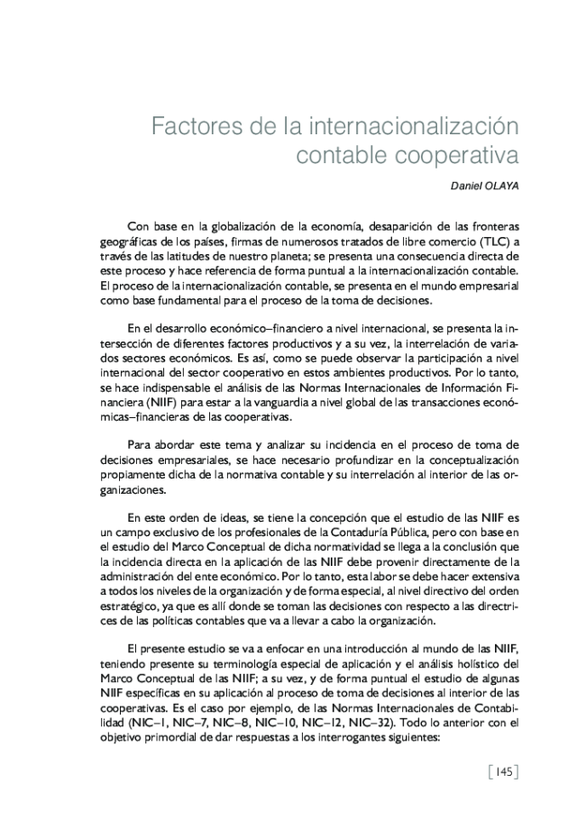 Factores de la internacionalización
contable cooperativa
Daniel OLAYA
Con base en la globalización de la economía, desaparición de las fronteras
geográficas de los países, firmas de numerosos tratados de libre comercio (TLC) a
través de las latitudes de nuestro planeta; se presenta una consecuencia directa de
este proceso y hace referencia de forma puntual a la internacionalización contable.
El proceso de la internacionalización contable, se presenta en el mundo empresarial
como base fundamental para el proceso de la toma de decisiones.
En el desarrollo económico–financiero a nivel internacional, se presenta la in-
tersección de diferentes factores productivos y a su vez, la interrelación de varia-
dos sectores económicos. Es así, como se puede observar la participación a nivel
internacional del sector cooperativo en estos ambientes productivos. Por lo tanto,
se hace indispensable el análisis de las Normas Internacionales de Información Fi-
nanciera (NIIF) para estar a la vanguardia a nivel global de las transacciones econó-
micas–financieras de las cooperativas.
Para abordar este tema y analizar su incidencia en el proceso de toma de
decisiones empresariales, se hace necesario profundizar en la conceptualización
propiamente dicha de la normativa contable y su interrelación al interior de las or-
ganizaciones.
En este orden de ideas, se tiene la concepción que el estudio de las NIIF es
un campo exclusivo de los profesionales de la Contaduría Pública, pero con base en
el estudio del Marco Conceptual de dicha normatividad se llega a la conclusión que
la incidencia directa en la aplicación de las NIIF debe provenir directamente de la
administración del ente económico. Por lo tanto, esta labor se debe hacer extensiva
a todos los niveles de la organización y de forma especial, al nivel directivo del orden
estratégico, ya que es allí donde se toman las decisiones con respecto a las directri-
ces de las políticas contables que va a llevar a cabo la organización.
El presente estudio se va a enfocar en una introducción al mundo de las NIIF,
teniendo presente su terminología especial de aplicación y el análisis holístico del
Marco Conceptual de las NIIF; a su vez, y de forma puntual el estudio de algunas
NIIF específicas en su aplicación al proceso de toma de decisiones al interior de las
cooperativas. Es el caso por ejemplo, de las Normas Internacionales de Contabi-
lidad (NIC–1, NIC–7, NIC–8, NIC–10, NIC–12, NIC–32). Todo lo anterior con el
objetivo primordial de dar respuestas a los interrogantes siguientes:
[145]